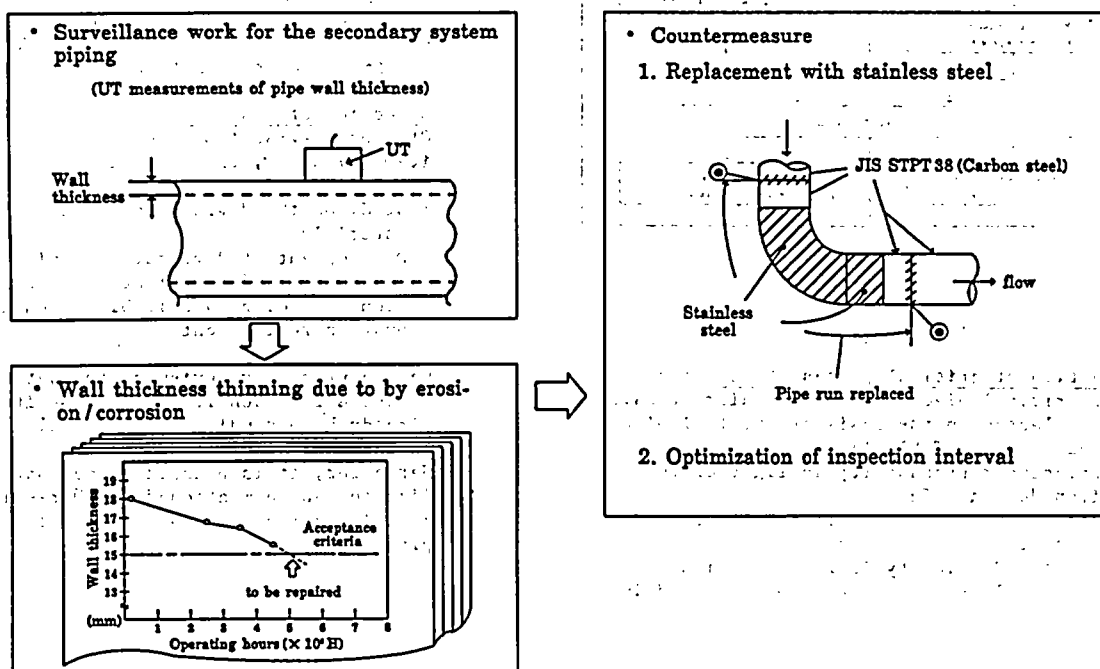 • Surveillance work for the secondary system
piping
(UT measurements of pipe wall thickness)
UT
Wall
thickness
• Wall thickness thinning due to by erosi-
on/corrosion
19
18
17
16
15
15
13
(mm)
Wall thickness
Acceptance
criteria
to be repaired
1 2 3 4 5 6 7 8
Operating hours (× 10⁴ H)
• Countermeasure
1. Replacement with stainless steel
JIS STPT 38 (Carbon steel)
flow
Stainless
steel
Pipe run replaced
2. Optimization of inspection interval